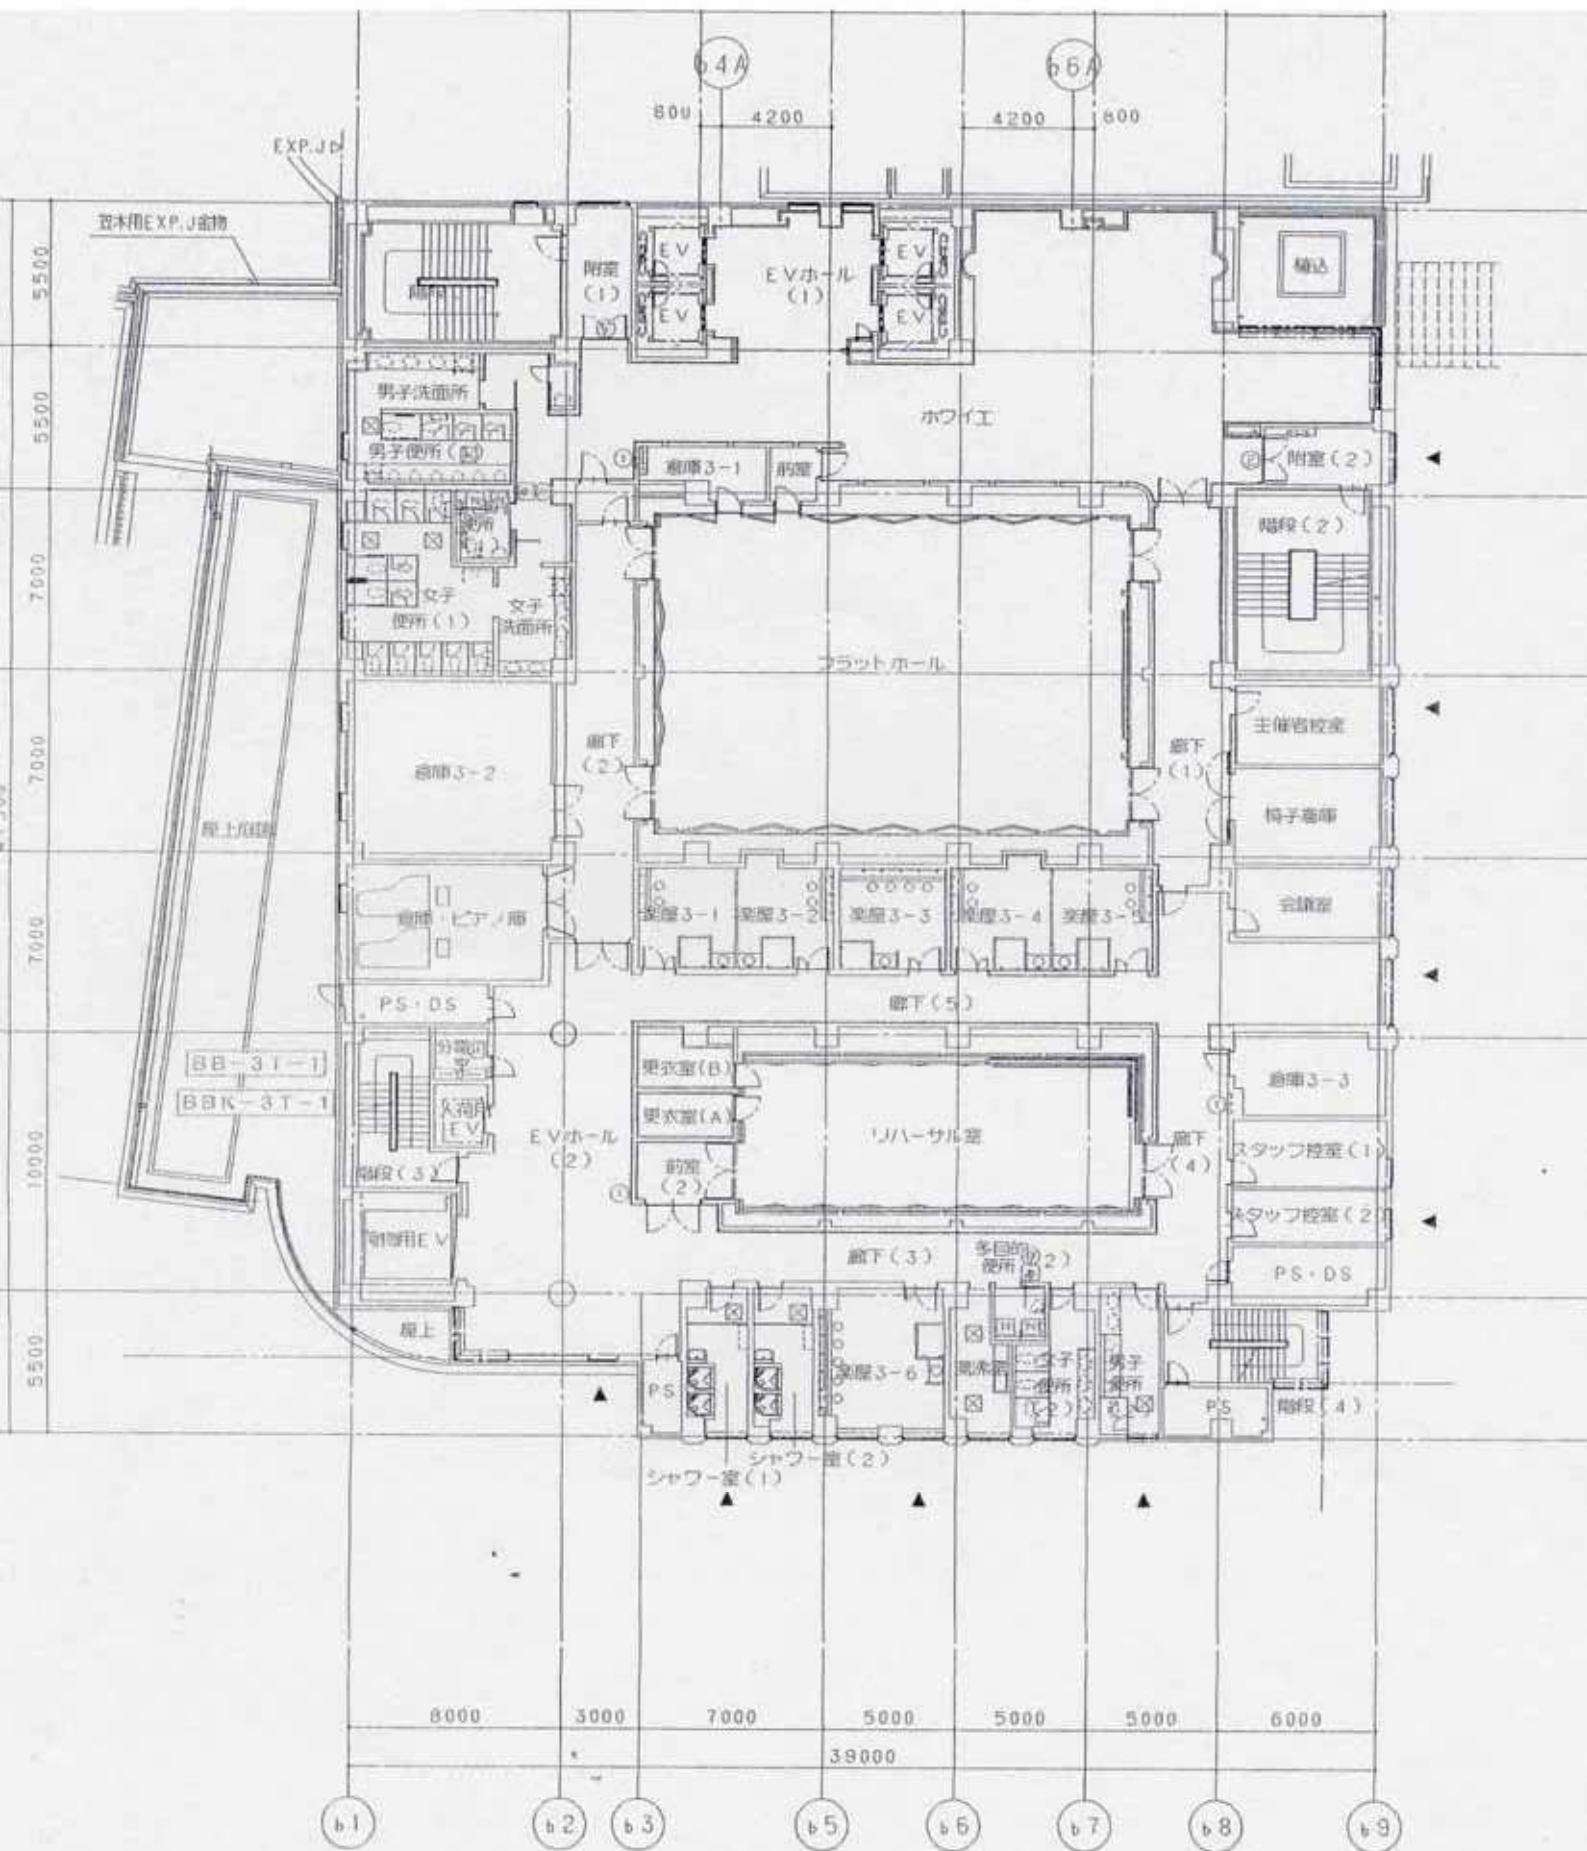 b4A
b6A
800
4200
4200
800
EXP.J
笠木用EXP.J金物
5500
EV
附室
(1)
EVホール
(1)
EV
植込
EV
EV
5500
男子洗面所
ホワイエ
倉庫3-1
前室
附室(2)
階段(2)
7000
女子
便所(1)
女子
洗面所
フラットホール
主催者控室
7000
倉庫3-2
廊下
(2)
廊下
(1)
椅子倉庫
屋上庭園
7000
倉庫・ピアノ庫
楽屋3-1
楽屋3-2
楽屋3-3
楽屋3-4
楽屋3-5
会議室
PS・DS
廊下(5)
BB-3T-1
BBK-3T-1
更衣室(B)
倉庫3-3
人荷用
EV
更衣室(A)
10000
EVホール
(2)
リハーサル室
廊下
(4)
スタッフ控室(1)
階段(3)
前室
(2)
スタッフ控室(2)
荷物用EV
廊下(3)
多目的
便所(2)
PS・DS
屋上
5500
PS
楽屋3-6
女子
便所
(2)
男子
便所
(2)
PS
階段(4)
シャワー室(1)
シャワー室(2)
8000
3000
7000
5000
5000
5000
6000
39000
b1
b2
b3
b5
b6
b7
b8
b9